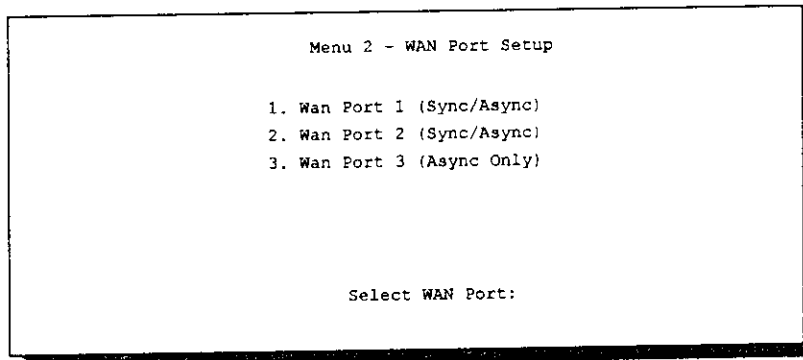 Menu 2 - WAN Port Setup
1. Wan Port 1 (Sync/Async)
2. Wan Port 2 (Sync/Async)
3. Wan Port 3 (Async Only)
Select WAN Port: